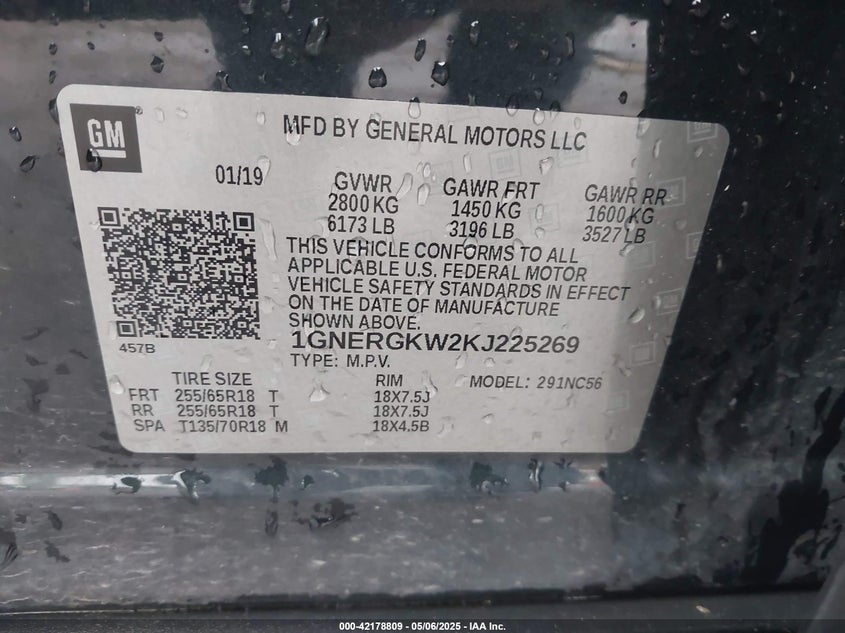 GM
MFD BY GENERAL MOTORS LLC
01/19
GVWR GAWR FRT GAWR RR
2800 KG 1450 KG 1600 KG
6173 LB 3196 LB 3527 LB
THIS VEHICLE CONFORMS TO ALL
APPLICABLE U.S. FEDERAL MOTOR
VEHICLE SAFETY STANDARDS IN EFFECT
ON THE DATE OF MANUFACTURE
SHOWN ABOVE.
457B
1GNERGKW2KJ225269
TYPE: M.P.V.
TIRE SIZE RIM MODEL: 291NC56
FRT 255/65R18 T 18X7.5J
RR 255/65R18 T 18X7.5J
SPA T135/70R18 M 18X4.5B
000-42178809 - 05/06/2025 - IAA Inc.